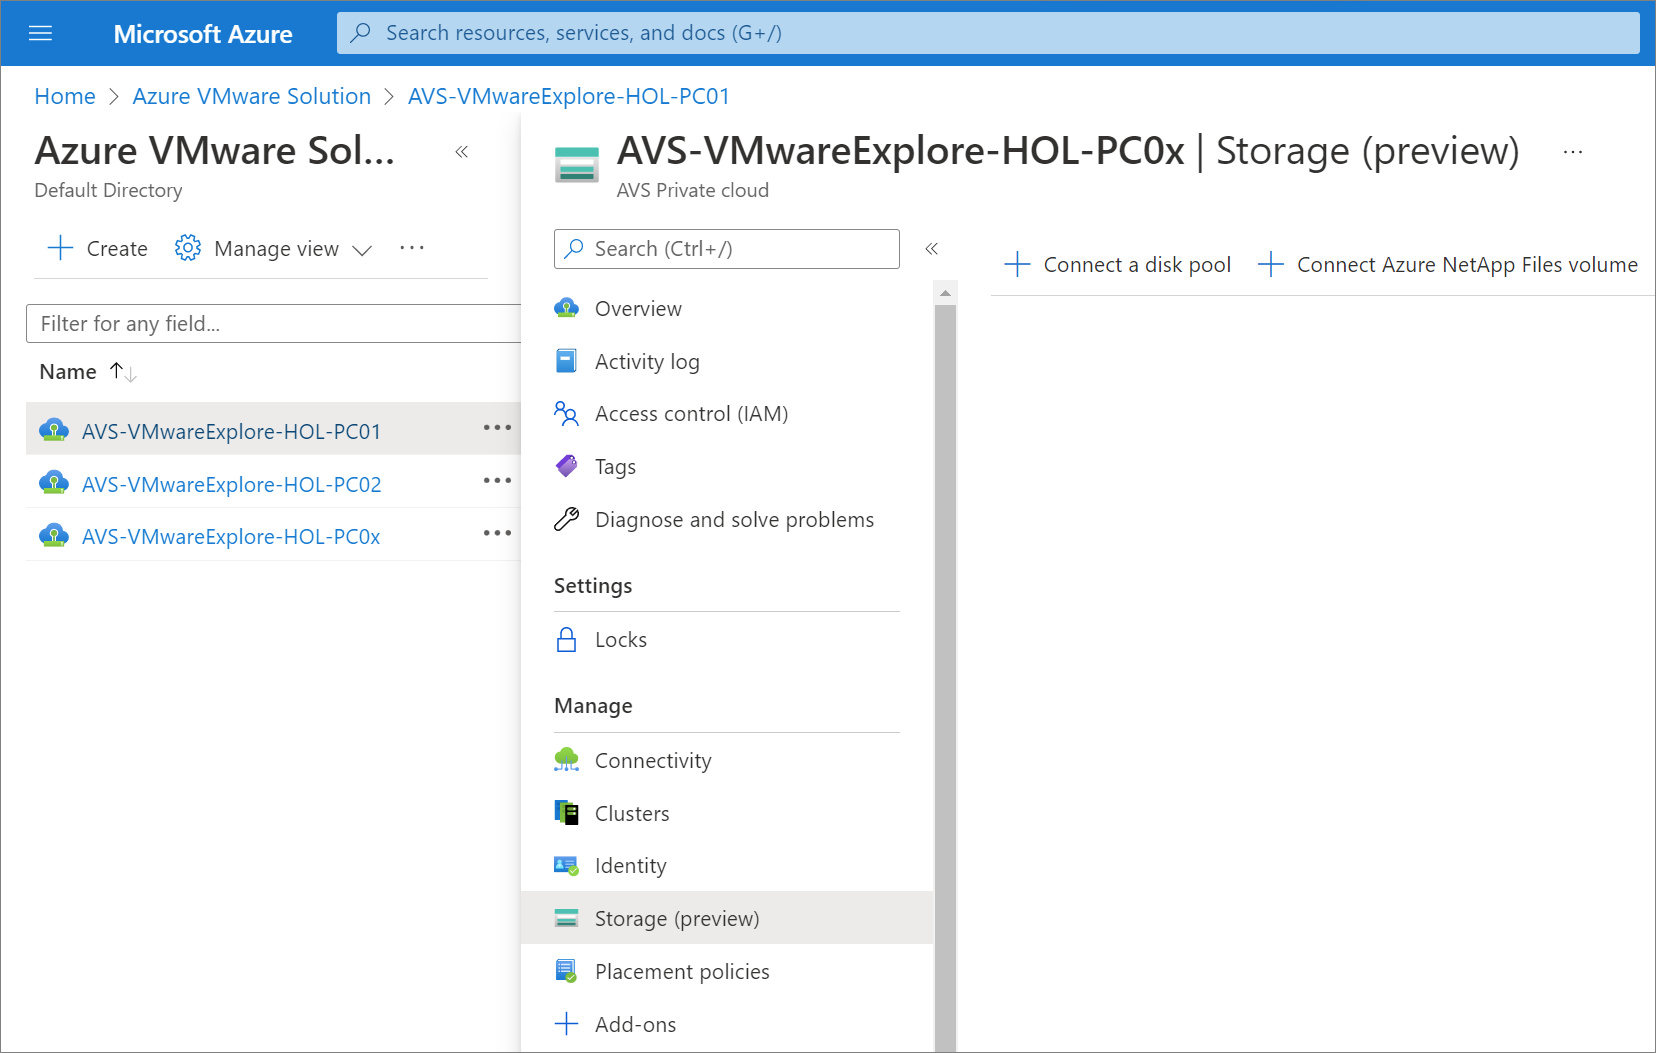 Microsoft Azure
Search resources, services, and docs (G+/)
Home > Azure VMware Solution > AVS-VMwareExplore-HOL-PC01
Azure VMware Sol...
Default Directory
Create
Manage view
Filter for any field...
Name
AVS-VMwareExplore-HOL-PC01
AVS-VMwareExplore-HOL-PC02
AVS-VMwareExplore-HOL-PC0x
AVS-VMwareExplore-HOL-PC0x | Storage (preview)
AVS Private cloud
Search (Ctrl+/)
Overview
Activity log
Access control (IAM)
Tags
Diagnose and solve problems
Settings
Locks
Manage
Connectivity
Clusters
Identity
Storage (preview)
Placement policies
Add-ons
Connect a disk pool
Connect Azure NetApp Files volume